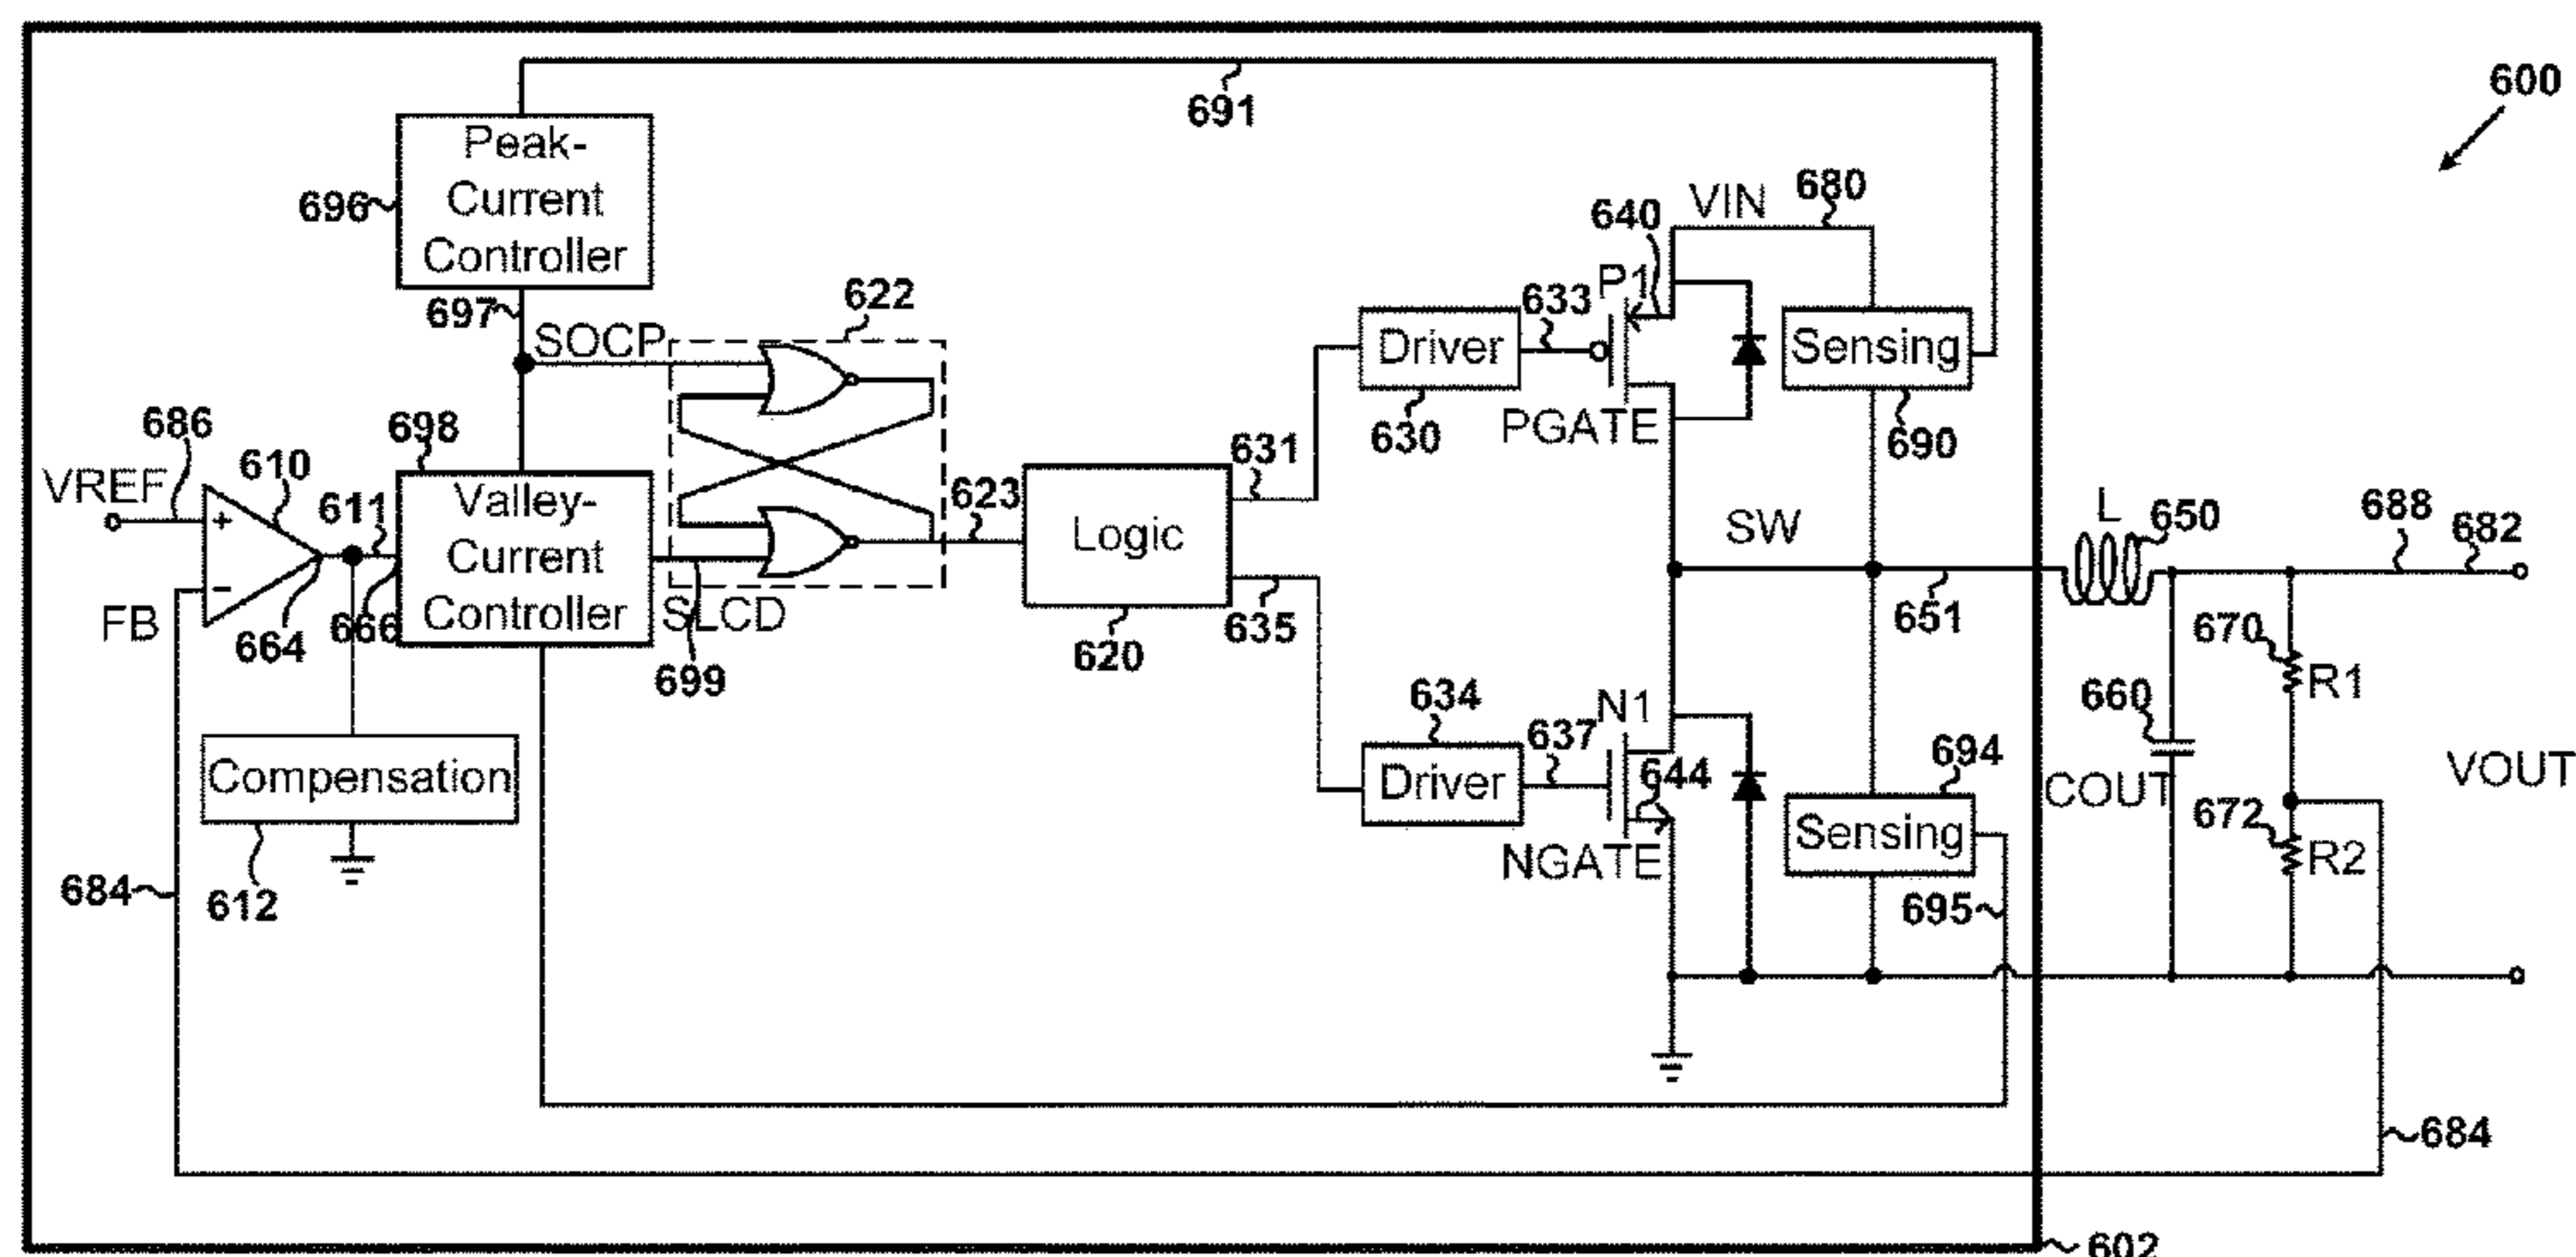 600
691
Peak-
Current
Controller
696
697
SOCP
622
VIN
680
640
P1
633
Driver
630
PGATE
Sensing
690
VREF
686
610
611
698
Valley-
Current
Controller
SLCD
699
FB
664
666
+
-
623
Logic
620
631
635
SW
651
L
650
688
682
670
R1
660
COUT
672
R2
VOUT
Compensation
612
684
634
Driver
637
N1
644
NGATE
694
Sensing
695
684
602